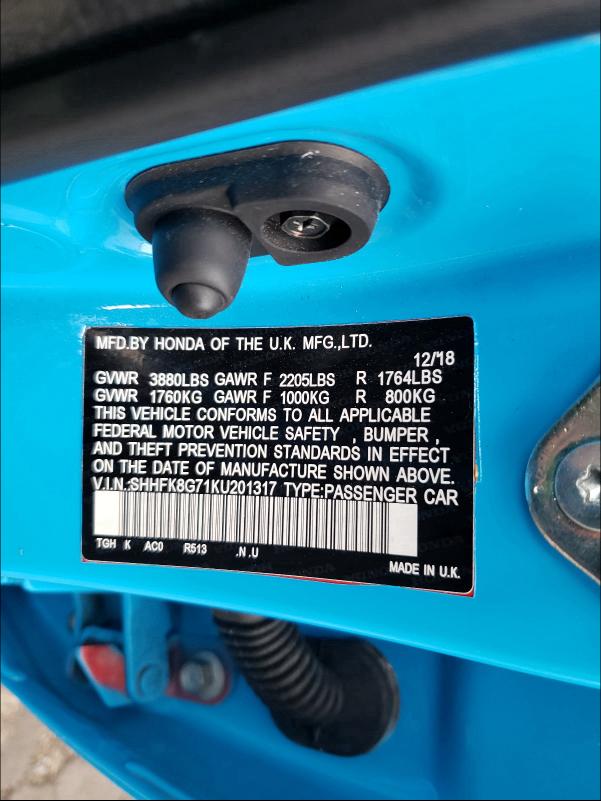 MFD.BY HONDA OF THE U.K. MFG.,LTD.
12/18
GVWR 3880LBS GAWR F 2205LBS R 1764LBS
GVWR 1760KG GAWR F 1000KG R 800KG
THIS VEHICLE CONFORMS TO ALL APPLICABLE
FEDERAL MOTOR VEHICLE SAFETY , BUMPER ,
AND THEFT PREVENTION STANDARDS IN EFFECT
ON THE DATE OF MANUFACTURE SHOWN ABOVE.
V.I.N.:SHHFK8G71KU201317 TYPE:PASSENGER CAR
TGH K AC0 R513 .N.U
MADE IN U.K.